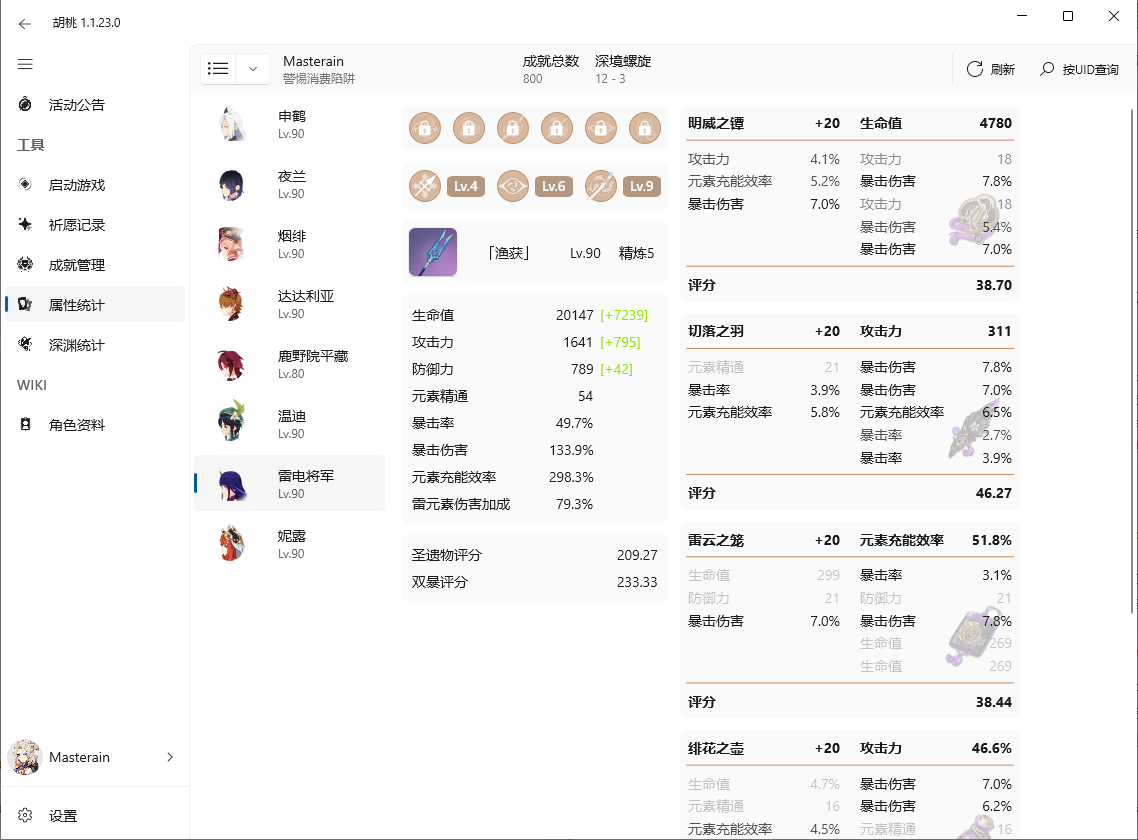 胡桃 1.1.23.0
活动公告
工具
启动游戏
祈愿记录
成就管理
属性统计
深渊统计
WIKI
角色资料
Masterain
设置
Masterain
警惕消费陷阱
成就总数
800
深境螺旋
12 - 3
刷新
按UID查询
申鹤
Lv.90
夜兰
Lv.90
烟绯
Lv.90
达达利亚
Lv.90
鹿野院平藏
Lv.80
温迪
Lv.90
雷电将军
Lv.90
妮露
Lv.90
Lv.4 Lv.6 Lv.9
「渔获」 Lv.90 精炼5
生命值 20147 [+7239]
攻击力 1641 [+795]
防御力 789 [+42]
元素精通 54
暴击率 49.7%
暴击伤害 133.9%
元素充能效率 298.3%
雷元素伤害加成 79.3%
圣遗物评分 209.27
双暴评分 233.33
明威之镡 +20 生命值 4780
攻击力 4.1% 攻击力 18
元素充能效率 5.2% 暴击伤害 7.8%
暴击伤害 7.0% 攻击力 18
暴击伤害 5.4%
暴击伤害 7.0%
评分 38.70
切落之羽 +20 攻击力 311
元素精通 21 暴击伤害 7.8%
暴击率 3.9% 暴击伤害 7.0%
元素充能效率 5.8% 元素充能效率 6.5%
暴击率 2.7%
暴击率 3.9%
评分 46.27
雷云之笼 +20 元素充能效率 51.8%
生命值 299 暴击率 3.1%
防御力 21 防御力 21
暴击伤害 7.0% 暴击伤害 7.8%
生命值 269
生命值 269
评分 38.44
绯花之壶 +20 攻击力 46.6%
生命值 4.7% 暴击伤害 7.0%
元素精通 16 暴击伤害 6.2%
元素充能效率 4.5% 元素精通 16